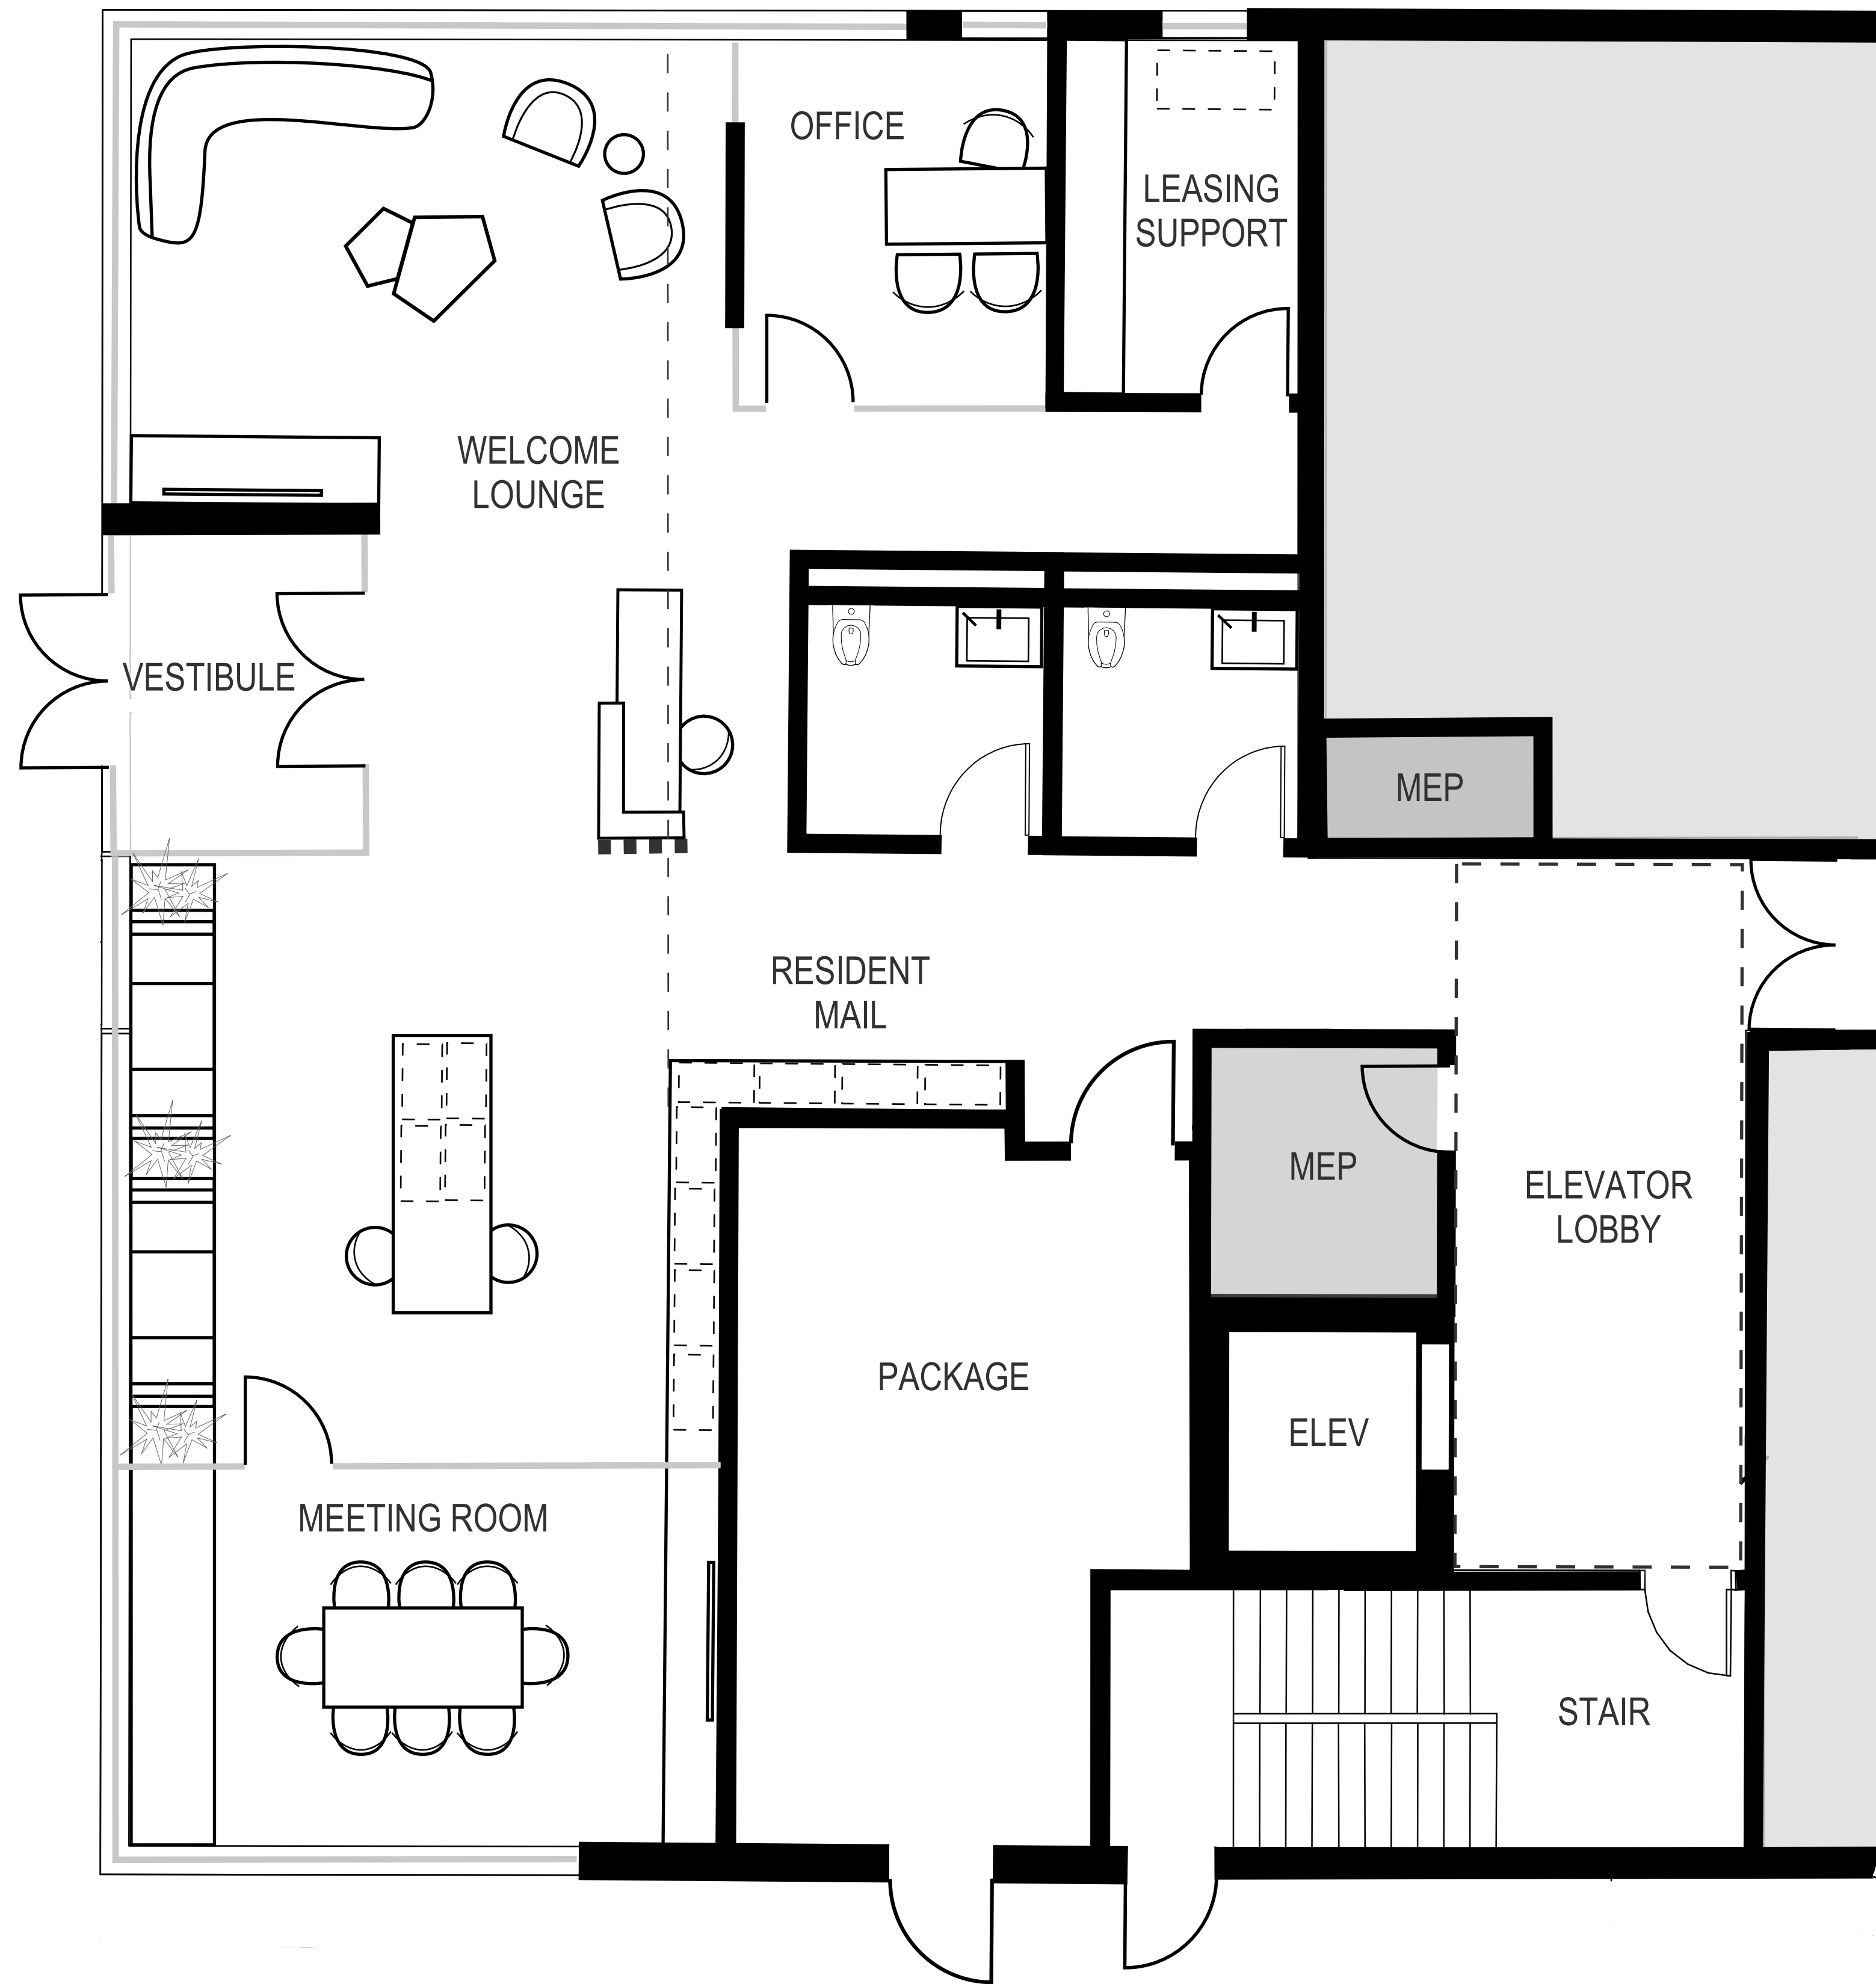 OFFICE
LEASING
SUPPORT
WELCOME
LOUNGE
VESTIBULE
MEP
RESIDENT
MAIL
MEP
ELEVATOR
LOBBY
PACKAGE
ELEV
MEETING ROOM
STAIR